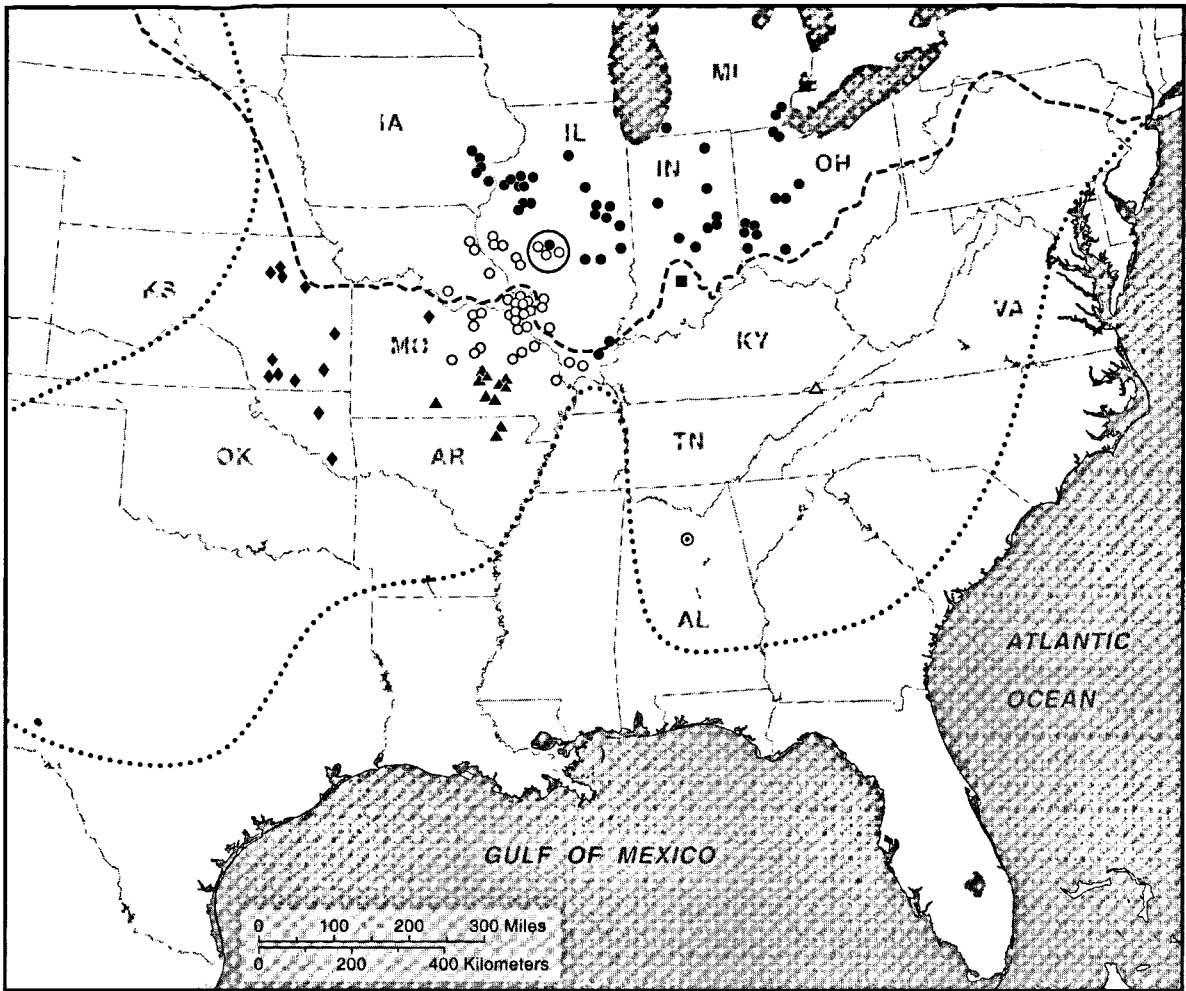 MI
IA
IL
IN
OH
KS
MO
KY
VA
OK
AR
TN
AL
ATLANTIC
OCEAN
GULF OF MEXICO
0 100 200 300 Miles
0 200 400 Kilometers